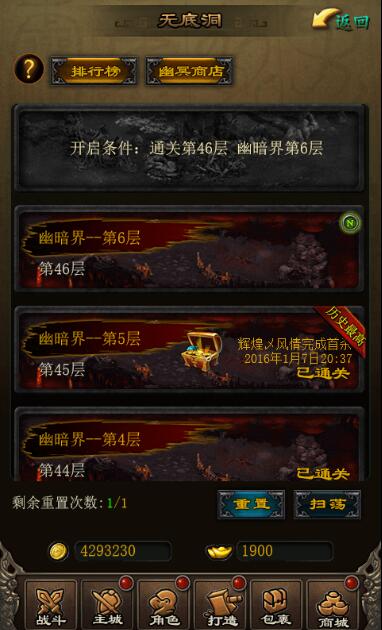 无底洞
返回
?
排行榜
幽冥商店
开启条件：通关第46层 幽暗界第6层
幽暗界--第6层
N
第46层
历史最高
幽暗界--第5层
辉煌乄风情完成首杀
2016年1月7日20:37
第45层
已通关
幽暗界--第4层
第44层
已通关
剩余重置次数:1/1
重置
扫荡
4293230
1900
战斗
主城
角色
打造
包裹
商城